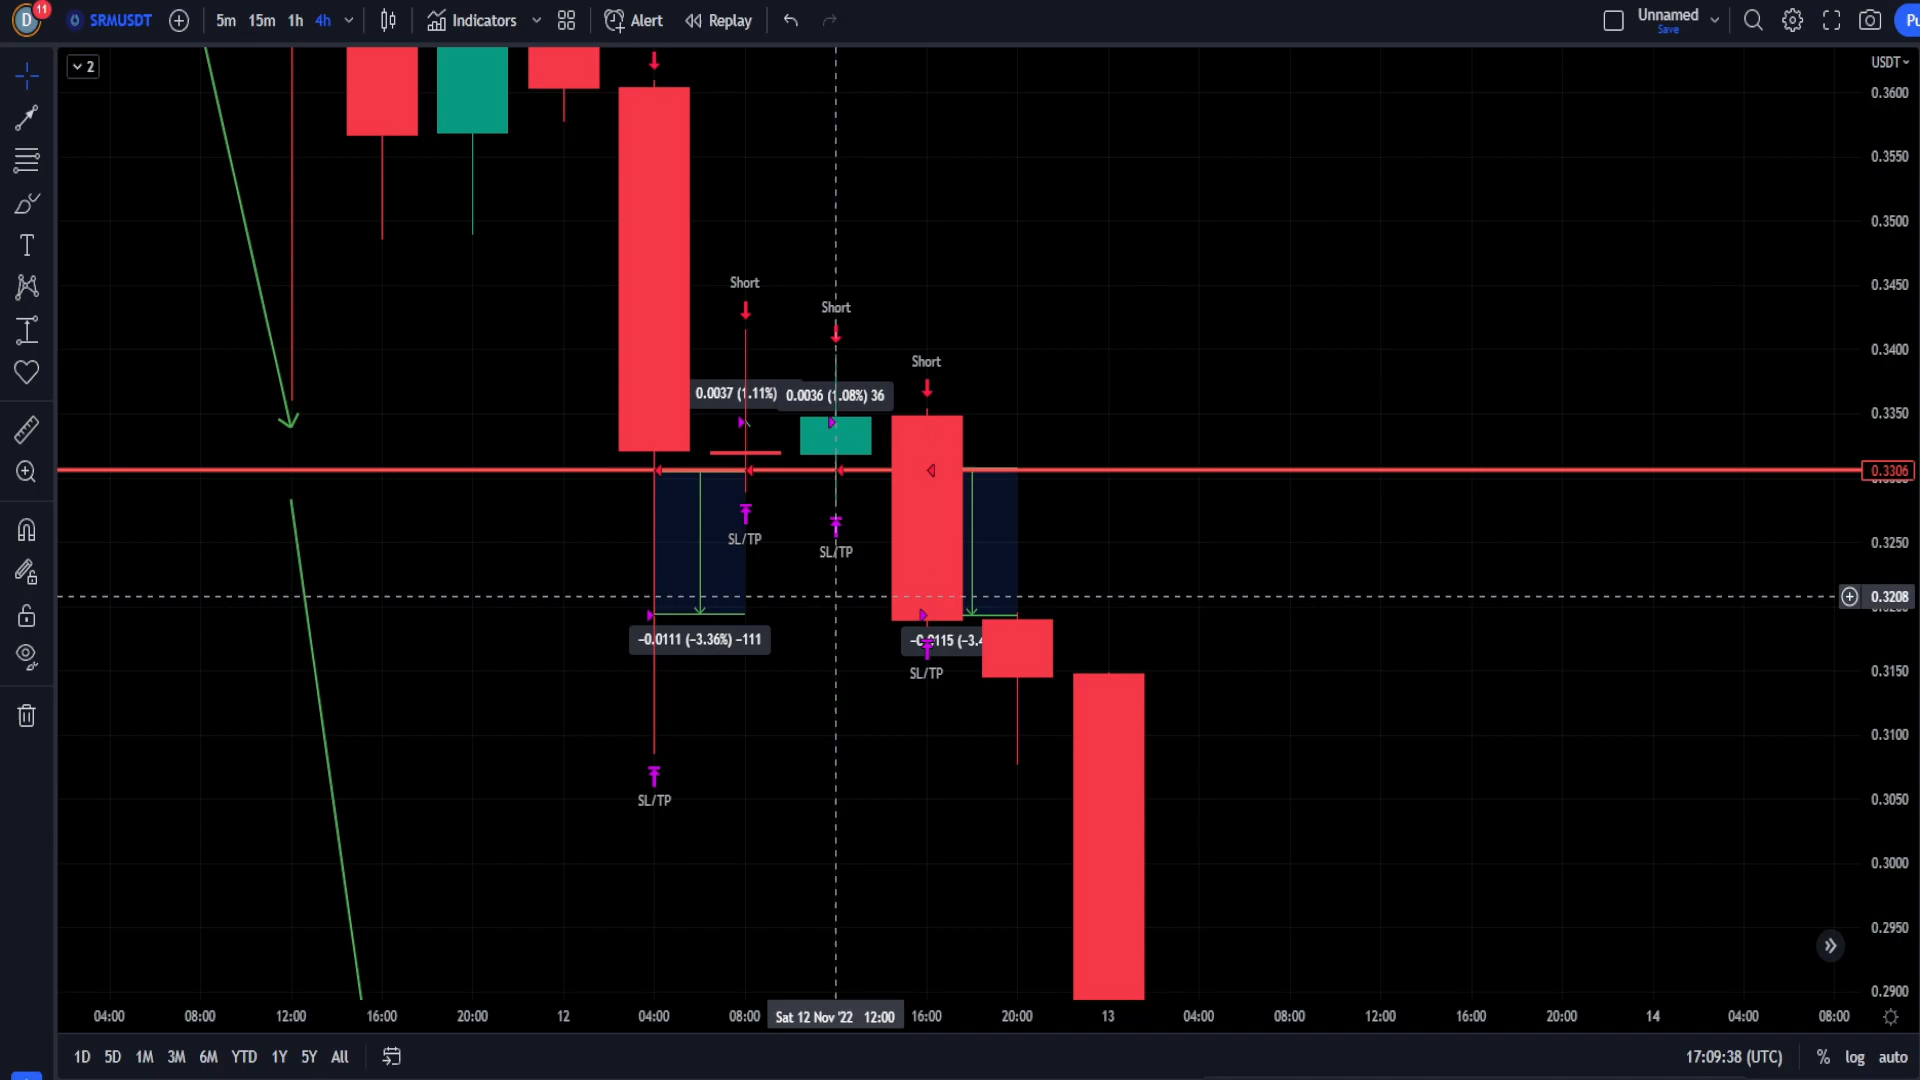 D 11 SRMUSDT 5m 15m 1h 4h Indicators Alert Replay Unnamed
Save
2
USDT
0.3600
0.3550
0.3500
0.3450
0.3400
0.3350
0.3306
0.3250
0.3208
0.3150
0.3100
0.3050
0.3000
0.2950
0.2900
Short
Short
Short
0.0037 (1.11%)
0.0036 (1.08%) 36
SL/TP
SL/TP
−0.0111 (−3.36%) −111
SL/TP
SL/TP
04:00 08:00 12:00 16:00 20:00 12 04:00 08:00 Sat 12 Nov '22 12:00 16:00 20:00 13 04:00 08:00 12:00 16:00 20:00 14 04:00 08:00
1D 5D 1M 3M 6M YTD 1Y 5Y All 17:09:38 (UTC) % log auto